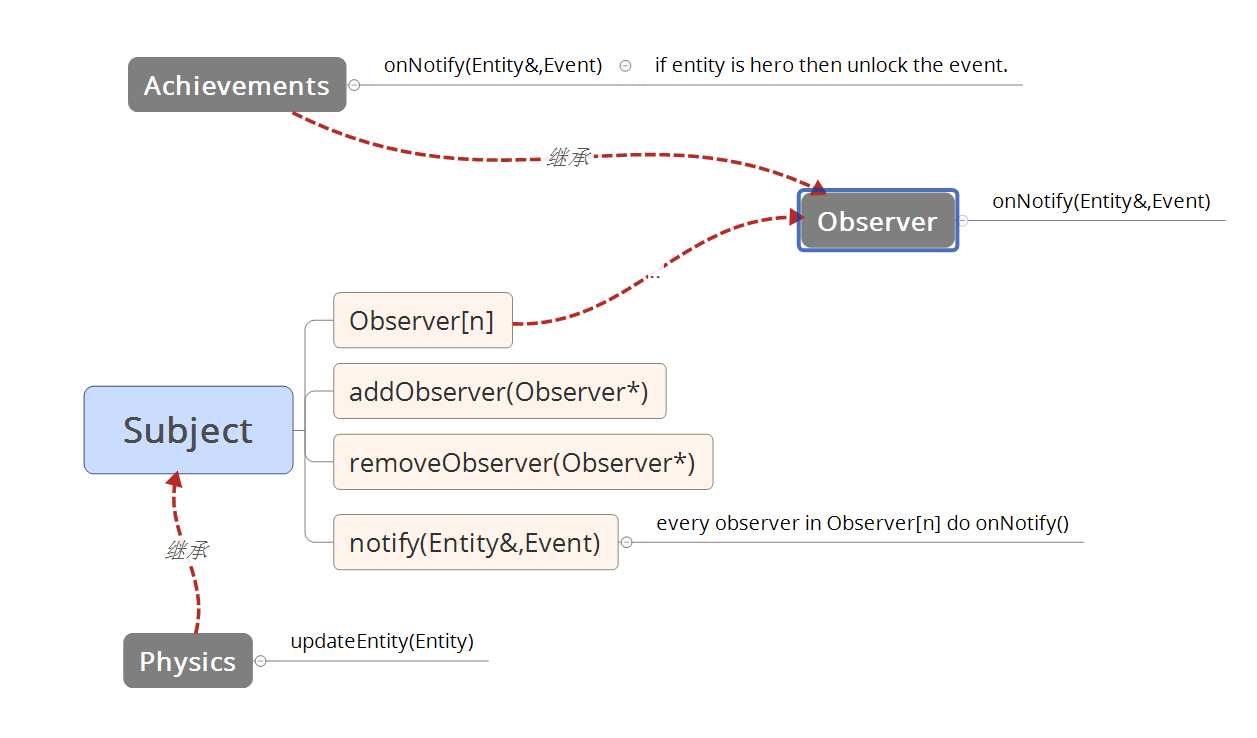 onNotify(Entity&,Event)
if entity is hero then unlock the event.
Achievements
继承
onNotify(Entity&,Event)
Observer
..
Observer[n]
addObserver(Observer*)
Subject
removeObserver(Observer*)
every observer in Observer[n] do onNotify()
notify(Entity&,Event)
继承
updateEntity(Entity)
Physics